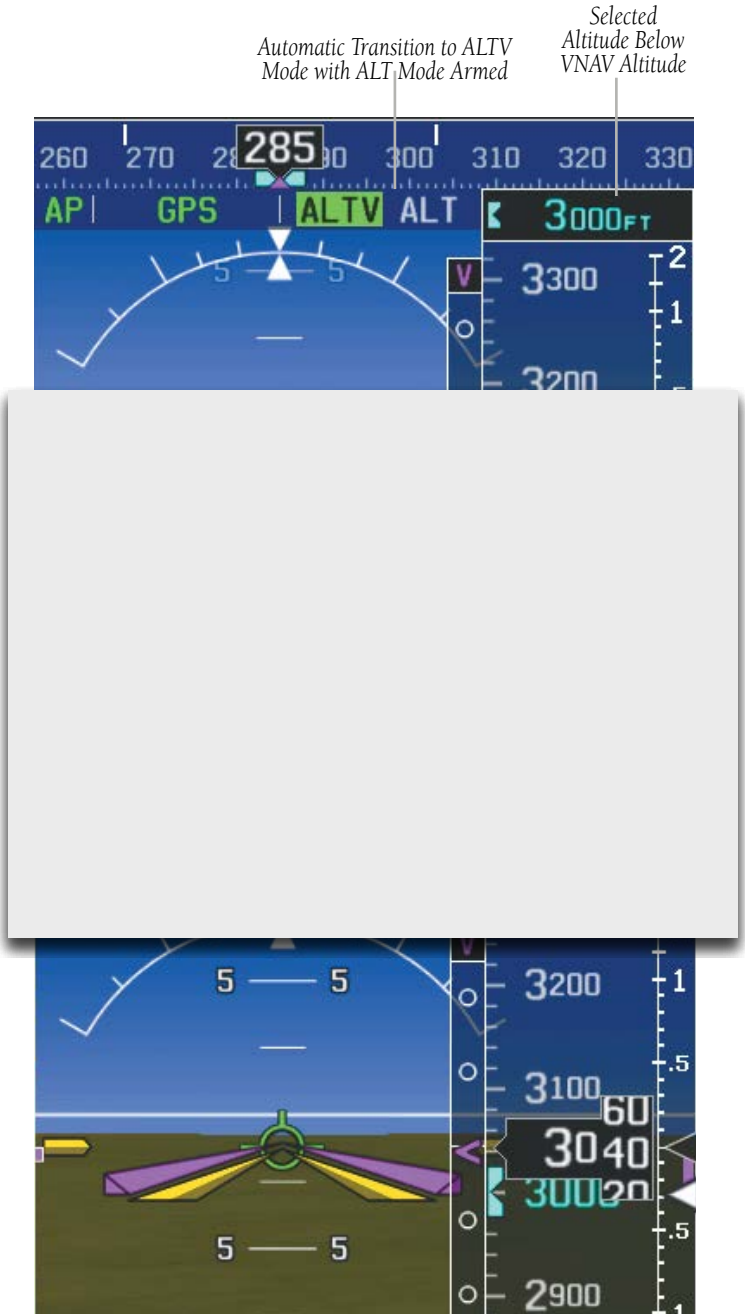 Selected
Automatic Transition to ALTV Altitude Below
Mode with ALT Mode Armed VNAV Altitude
260 270 285 300 310 320 330
AP GPS ALTV ALT 3000FT
5 5 V 3300 2
1
3200
5 5 3200 1
.5
3100
60
3040
20
3000
.5
5 5
2900
1